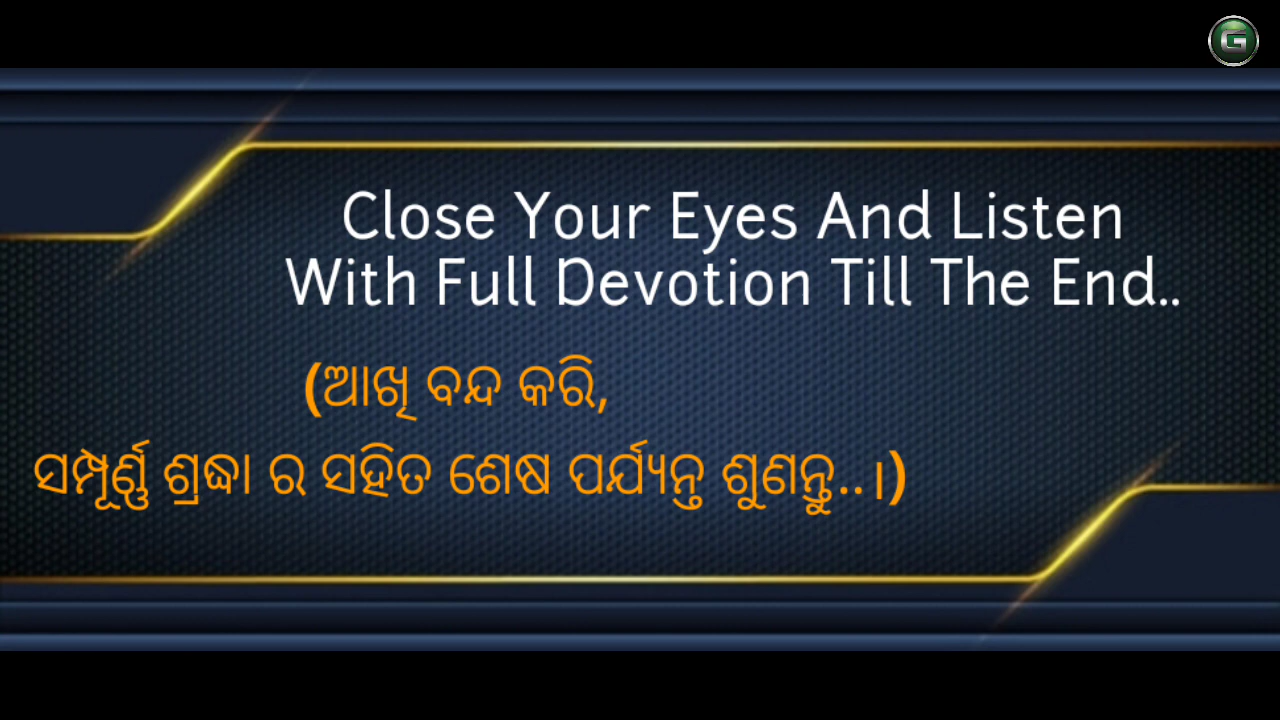 G
Close Your Eyes And Listen
With Full Devotion Till The End..
(ଆଖି ବନ୍ଦ କରି,
ସମ୍ପୂର୍ଣ୍ଣ ଶ୍ରଦ୍ଧା ର ସହିତ ଶେଷ ପର୍ଯ୍ୟନ୍ତ ଶୁଣନ୍ତୁ..।)